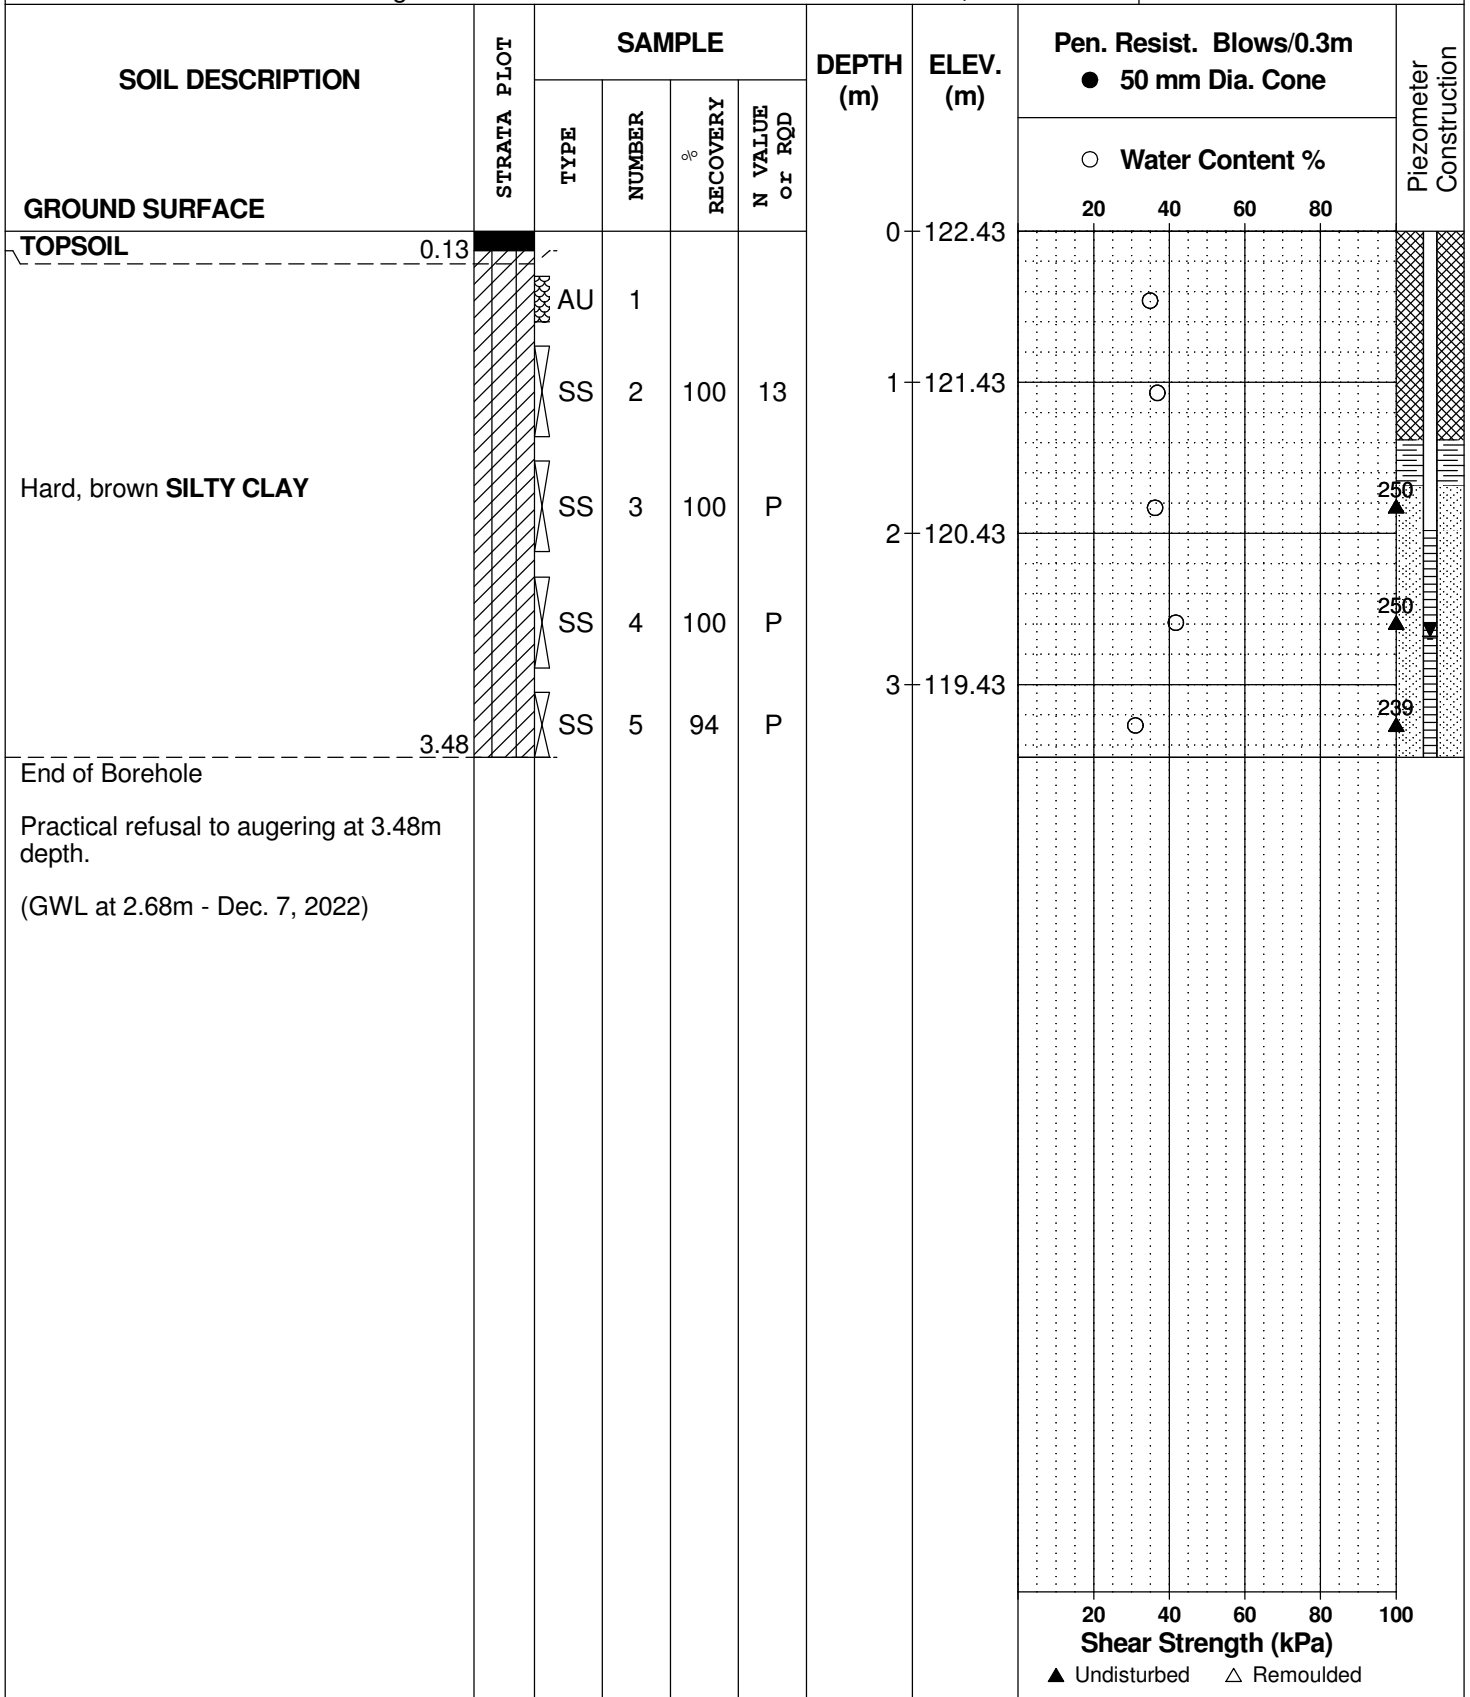 SOIL DESCRIPTION
GROUND SURFACE
STRATA PLOT
SAMPLE
TYPE
NUMBER
%
RECOVERY
N VALUE
or RQD
DEPTH
(m)
ELEV.
(m)
Pen. Resist. Blows/0.3m
● 50 mm Dia. Cone
○ Water Content %
20 40 60 80
Piezometer
Construction
TOPSOIL 0.13
0 122.43
AU 1
SS 2 100 13
1 121.43
Hard, brown SILTY CLAY
SS 3 100 P
250
2 120.43
SS 4 100 P
250
3 119.43
SS 5 94 P
239
3.48
End of Borehole
Practical refusal to augering at 3.48m
depth.
(GWL at 2.68m - Dec. 7, 2022)
20 40 60 80 100
Shear Strength (kPa)
▲ Undisturbed △ Remoulded